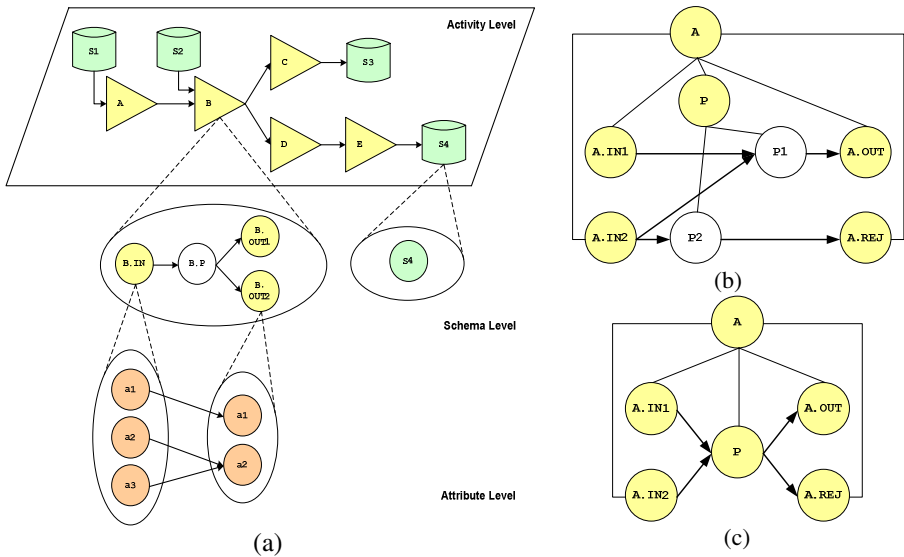 Activity Level
S1
S2
A
B
C
S3
D
E
S4
B.IN
B.P
B.
OUT1
B.
OUT2
S4
Schema Level
a1
a2
a3
a1
a2
Attribute Level
(a)
A
P
A.IN1
P1
A.OUT
A.IN2
P2
A.REJ
(b)
A
A.IN1
A.OUT
P
A.IN2
A.REJ
(c)